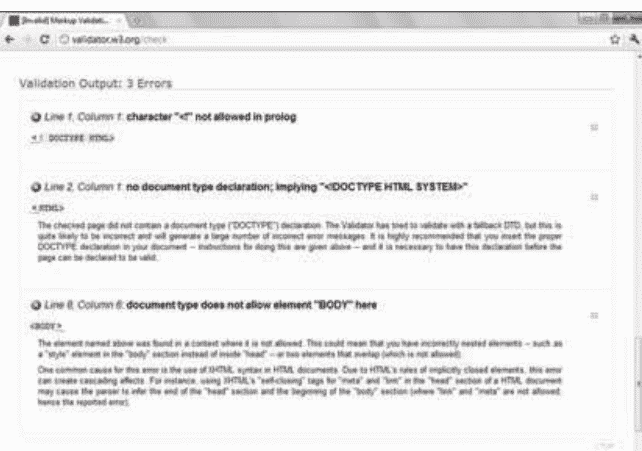 [Invalid] Markup Validati...
validator.w3.org/check
Validation Output: 3 Errors
Line 1, Column 1: character "<!" not allowed in prolog
<! DOCTYPE HTML>
Line 2, Column 1: no document type declaration; implying "<!DOCTYPE HTML SYSTEM>"
<HTML>
The checked page did not contain a document type ("DOCTYPE") declaration. The Validator has tried to validate with a fallback DTD, but this is
quite likely to be incorrect and will generate a large number of incorrect error messages. It is highly recommended that you insert the proper
DOCTYPE declaration in your document -- instructions for doing this are given above -- and it is necessary to have this declaration before the
page can be declared to be valid.
Line 8, Column 6: document type does not allow element "BODY" here
<BODY>
The element named above was found in a context where it is not allowed. This could mean that you have incorrectly nested elements -- such as
a "style" element in the "body" section instead of inside "head" -- or two elements that overlap (which is not allowed).
One common cause for this error is the use of XHTML syntax in HTML documents. Due to HTML's rules of implicitly closed elements, this error
can create cascading effects. For instance, using XHTML's "self-closing" tags for "meta" and "link" in the "head" section of a HTML document
may cause the parser to infer the end of the "head" section and the beginning of the "body" section (where "link" and "meta" are not allowed;
hence the reported error).